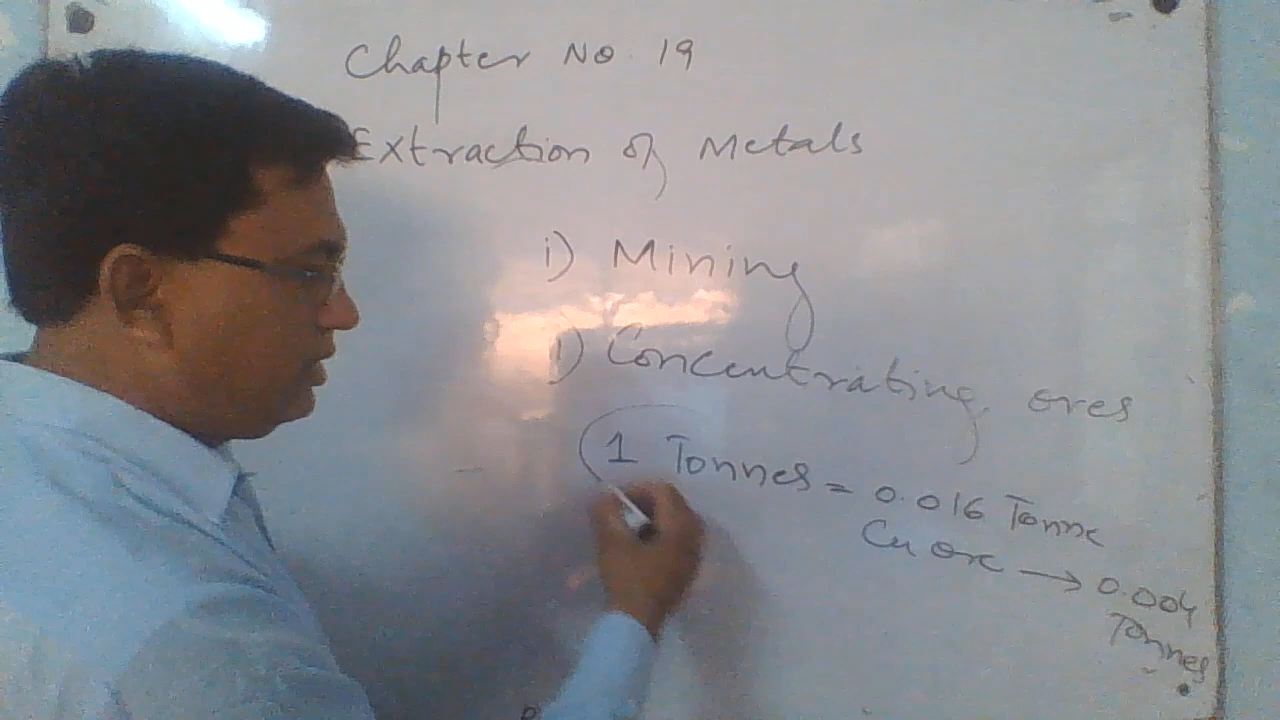 Chapter No. 19
Extraction of Metals
i) Mining
i) Concentrating ores
1 Tonnes = 0.016 Tonne
Cu ore → 0.004
Tonnes